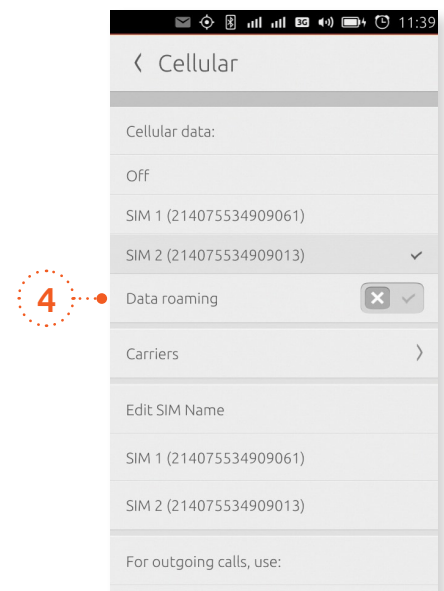 3G 11:39
Cellular
Cellular data:
Off
SIM 1 (214075534909061)
SIM 2 (214075534909013)
4 Data roaming
Carriers
Edit SIM Name
SIM 1 (214075534909061)
SIM 2 (214075534909013)
For outgoing calls, use: